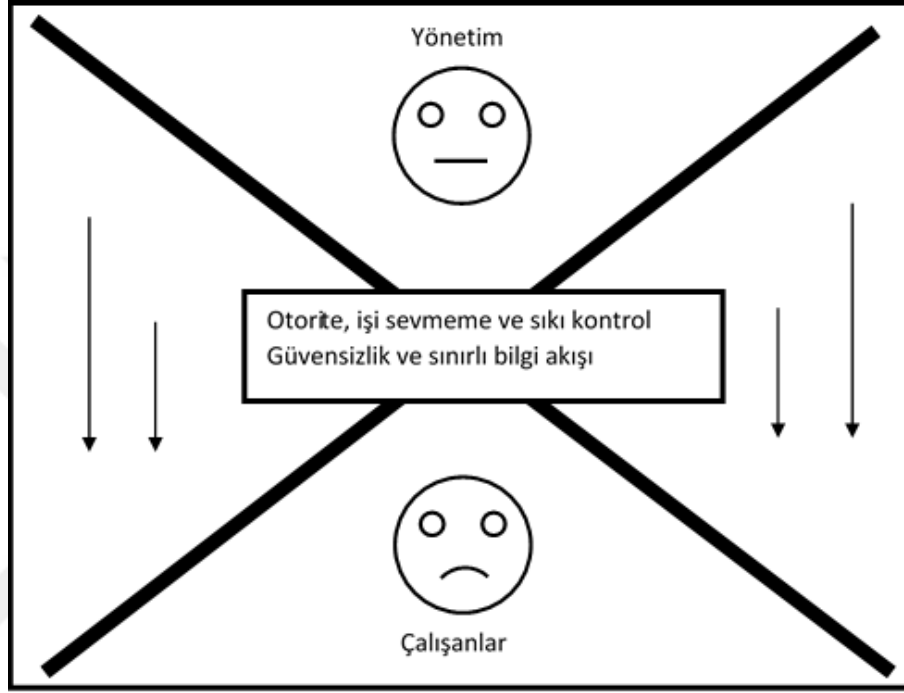 Yönetim
Otorite, işi sevmeme ve sıkı kontrol
Güvensizlik ve sınırlı bilgi akışı
Çalışanlar